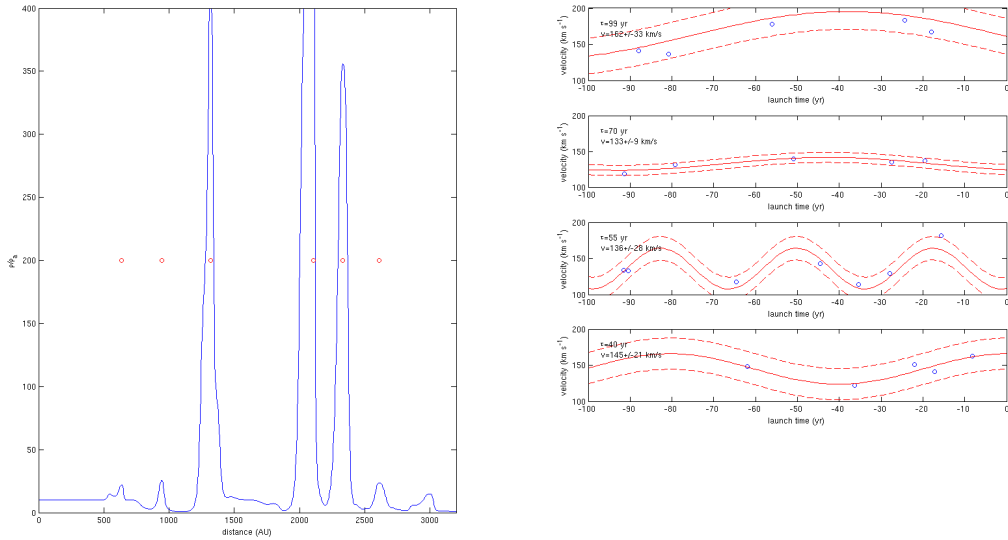 400
350
300
250
200
150
100
50
0
0 500 1000 1500 2000 2500 3000
distance (AU)
200
150
100
velocity (km s⁻¹)
τ=99 yr
v=162+/-33 km/s
-100 -90 -80 -70 -60 -50 -40 -30 -20 -10 0
launch time (yr)
200
150
100
velocity (km s⁻¹)
τ=70 yr
v=133+/-9 km/s
-100 -90 -80 -70 -60 -50 -40 -30 -20 -10 0
launch time (yr)
200
150
100
velocity (km s⁻¹)
τ=55 yr
v=136+/-28 km/s
-100 -90 -80 -70 -60 -50 -40 -30 -20 -10 0
launch time (yr)
200
150
100
velocity (km s⁻¹)
τ=40 yr
v=145+/-21 km/s
-100 -90 -80 -70 -60 -50 -40 -30 -20 -10 0
launch time (yr)